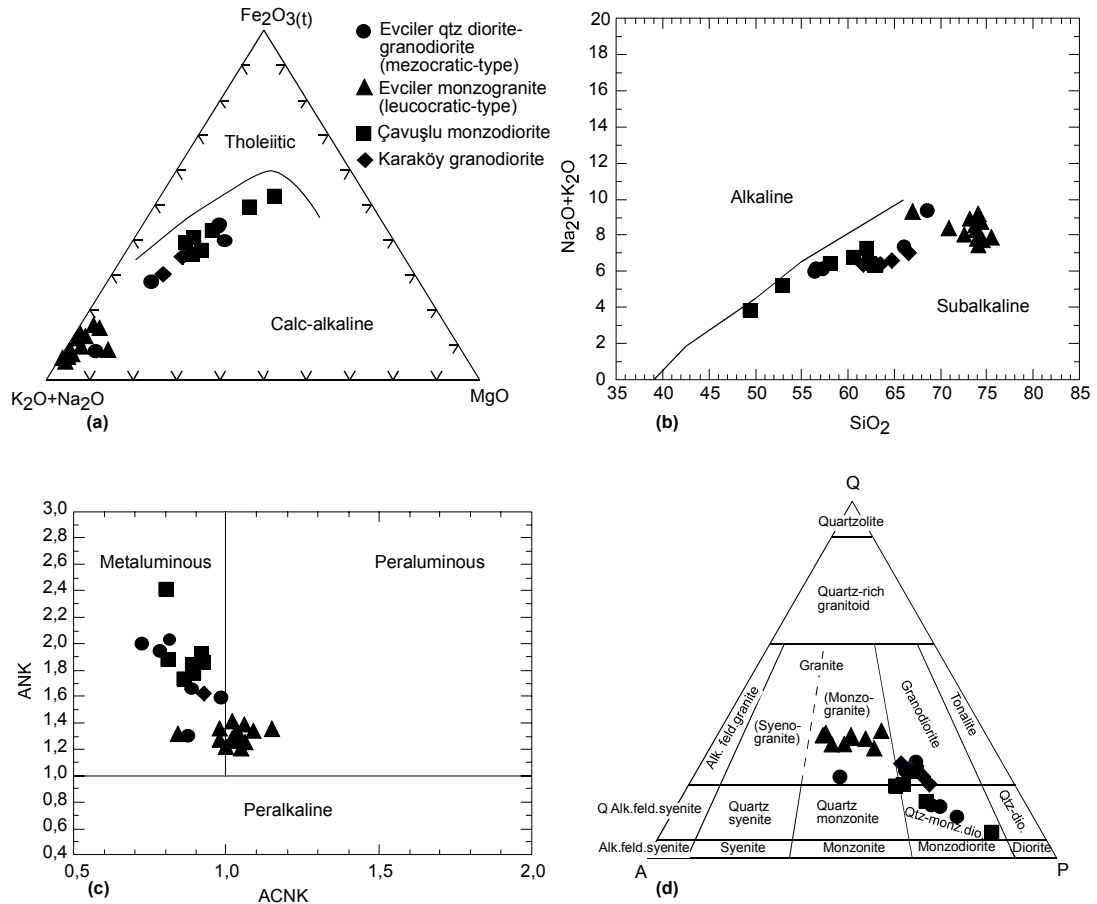 Fe2O3(t)
Evciler qtz diorite-
granodiorite
(mezocratic-type)
Evciler monzogranite
(leucocratic-type)
Çavuşlu monzodiorite
Karaköy granodiorite
Tholeiitic
Calc-alkaline
K2O+Na2O
MgO
(a)
20
18
16
14
12
10
8
6
4
2
0
Na2O+K2O
Alkaline
Subalkaline
35 40 45 50 55 60 65 70 75 80 85
(b)
SiO2
3,0
2,8
2,6
2,4
2,2
2,0
1,8
1,6
1,4
1,2
1,0
0,8
0,6
0,4
ANK
Metaluminous
Peraluminous
Peralkaline
0,5 1,0 1,5 2,0
(c)
ACNK
Q
Quartzolite
Quartz-rich
granitoid
Granite
Alk. feld.granite
(Syeno-
granite)
(Monzo-
granite)
Granodiorite
Tonalite
Q Alk.feld.syenite
Quartz
syenite
Quartz
monzonite
Qtz-monz.dio.
Qtz-dio.
Alk.feld.syenite
Syenite
Monzonite
Monzodiorite
Diorite
A
P
(d)